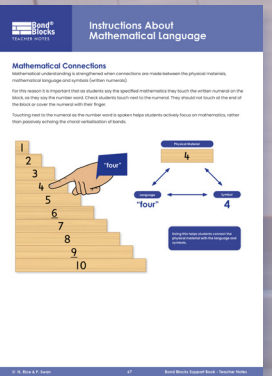 Bond® Blocks
TEACHER NOTES
Instructions About
Mathematical Language
Mathematical Connections
Mathematical understanding is strengthened when connections are made between the physical materials,
mathematical language and symbols (written numerals).
For this reason it is important that as students say the specified mathematics they touch the written numeral on the
block, as they say the number word. Check students touch next to the numeral. They should not touch at the end of
the block or cover the numeral with their finger.
Touching next to the numeral as the number word is spoken helps students actively focus on mathematics, rather
than passively echoing the choral verbalisation of bonds.
1
2
3
4
5
6
7
8
9
10
"four"
Physical Material
4
Language
"four"
Symbol
4
Doing this helps students connect the
physical material with the language and
symbols.
© N. Rice & P. Swan
67
Bond Blocks Support Book - Teacher Notes